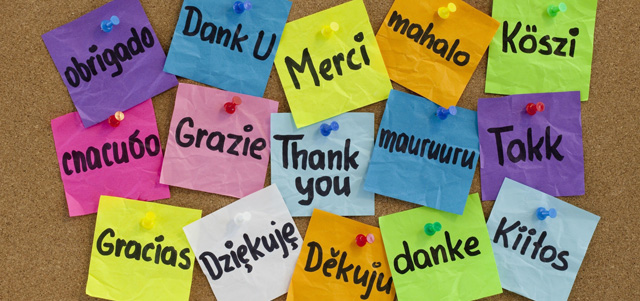 obrigado
Dank U
Merci
mahalo
Köszi
спасибо
Grazie
Thank
you
mauruuru
Takk
Gracias
Dziękuję
Děkuju
danke
Kiitos